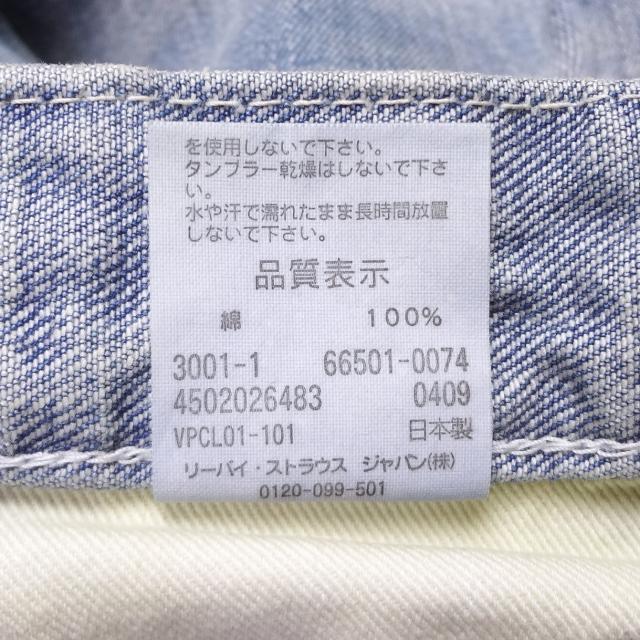 を使用しないで下さい。
タンブラー乾燥はしないで下さ
い。
水や汗で濡れたまま長時間放置
しないで下さい。
品質表示
綿 100%
3001-1 66501-0074
4502026483 0409
VPCL01-101 日本製
リーバイ・ストラウス ジャパン(株)
0120-099-501